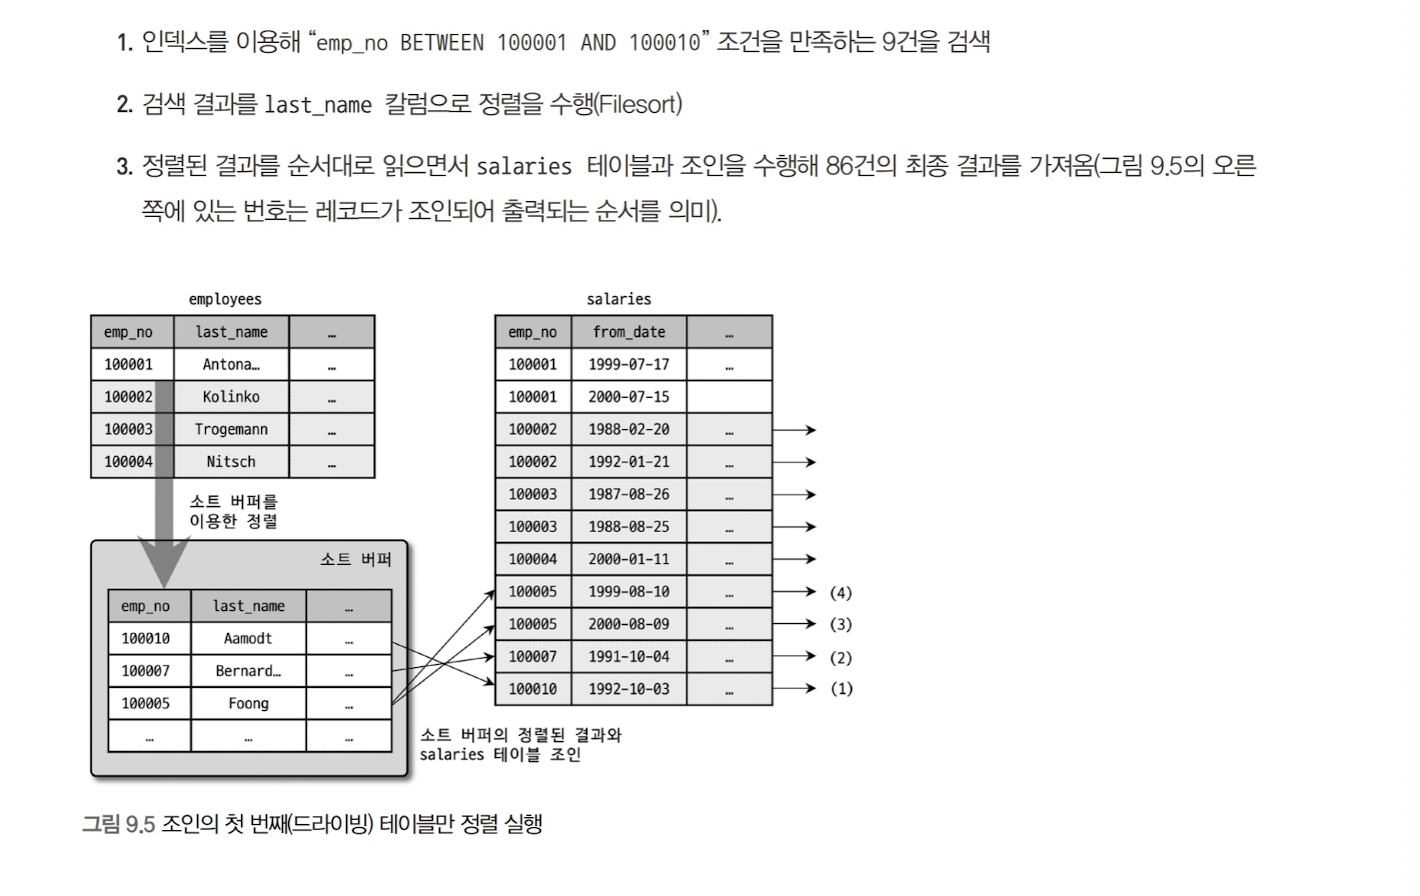 1. 인덱스를 이용해 “emp_no BETWEEN 100001 AND 100010” 조건을 만족하는 9건을 검색
2. 검색 결과를 last_name 칼럼으로 정렬을 수행(Filesort)
3. 정렬된 결과를 순서대로 읽으면서 salaries 테이블과 조인을 수행해 86건의 최종 결과를 가져옴(그림 9.5의 오른
쪽에 있는 번호는 레코드가 조인되어 출력되는 순서를 의미).
employees
emp_no last_name …
100001 Antona… …
100002 Kolinko …
100003 Trogemann …
100004 Nitsch …
소트 버퍼를
이용한 정렬
소트 버퍼
emp_no last_name …
100010 Aamodt …
100007 Bernard… …
100005 Foong …
… … …
salaries
emp_no from_date …
100001 1999-07-17 …
100001 2000-07-15
100002 1988-02-20 …
100002 1992-01-21 …
100003 1987-08-26 …
100003 1988-08-25 …
100004 2000-01-11 …
100005 1999-08-10 … (4)
100005 2000-08-09 … (3)
100007 1991-10-04 … (2)
100010 1992-10-03 … (1)
소트 버퍼의 정렬된 결과와
salaries 테이블 조인
그림 9.5 조인의 첫 번째(드라이빙) 테이블만 정렬 실행